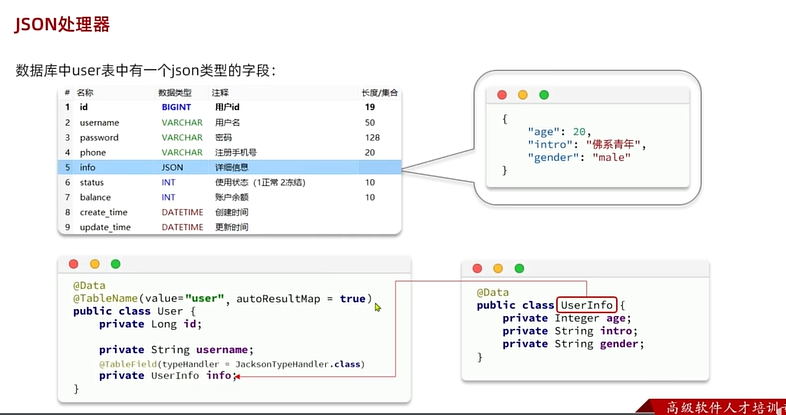 JSON处理器
数据库中user表中有一个json类型的字段：
# 名称 数据类型 注释 长度/集合
1 id BIGINT 用户id 19
2 username VARCHAR 用户名 50
3 password VARCHAR 密码 128
4 phone VARCHAR 注册手机号 20
5 info JSON 详细信息
6 status INT 使用状态（1正常 2冻结） 10
7 balance INT 账户余额 10
8 create_time DATETIME 创建时间
9 update_time DATETIME 更新时间
{
"age": 20,
"intro": "佛系青年",
"gender": "male"
}
@Data
@TableName(value="user", autoResultMap = true)
public class User {
private Long id;
private String username;
@TableField(typeHandler = JacksonTypeHandler.class)
private UserInfo info;
}
@Data
public class UserInfo {
private Integer age;
private String intro;
private String gender;
}
高级软件人才培训